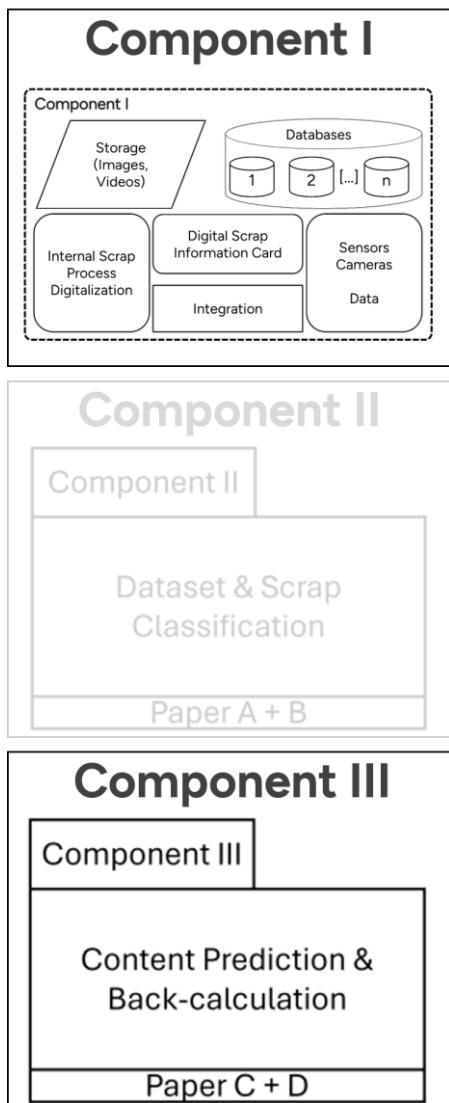 Component I
Component I
Storage
(Images,
Videos)
Databases
1
2
[...]
n
Internal Scrap
Process
Digitalization
Digital Scrap
Information Card
Integration
Sensors
Cameras
Data
Component II
Component II
Dataset & Scrap
Classification
Paper A + B
Component III
Component III
Content Prediction &
Back-calculation
Paper C + D